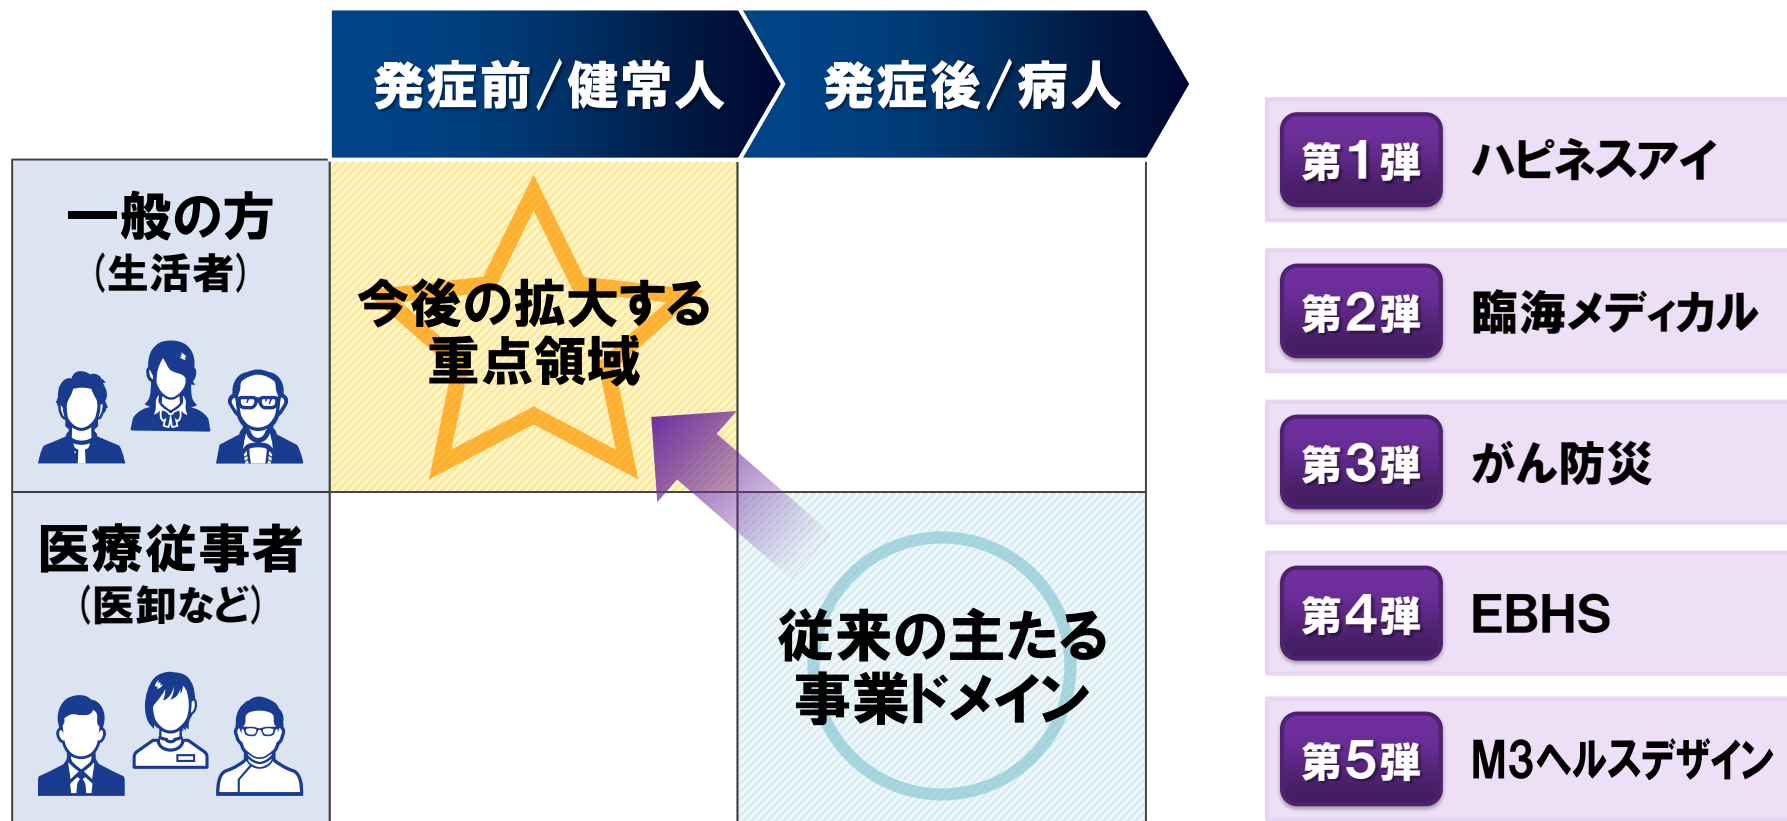 発症前/健常人
発症後/病人
一般の方
(生活者)
今後の拡大する
重点領域
医療従事者
(医卸など)
従来の主たる
事業ドメイン
第1弾 ハピネスアイ
第2弾 臨海メディカル
第3弾 がん防災
第4弾 EBHS
第5弾 M3ヘルスデザイン